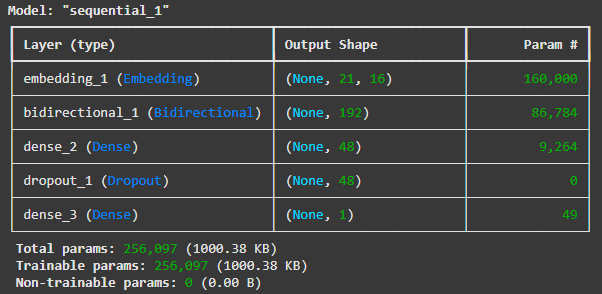 Model: "sequential_1"
Layer (type) Output Shape Param #
embedding_1 (Embedding) (None, 21, 16) 160,000
bidirectional_1 (Bidirectional) (None, 192) 86,784
dense_2 (Dense) (None, 48) 9,264
dropout_1 (Dropout) (None, 48) 0
dense_3 (Dense) (None, 1) 49
Total params: 256,097 (1000.38 KB)
Trainable params: 256,097 (1000.38 KB)
Non-trainable params: 0 (0.00 B)